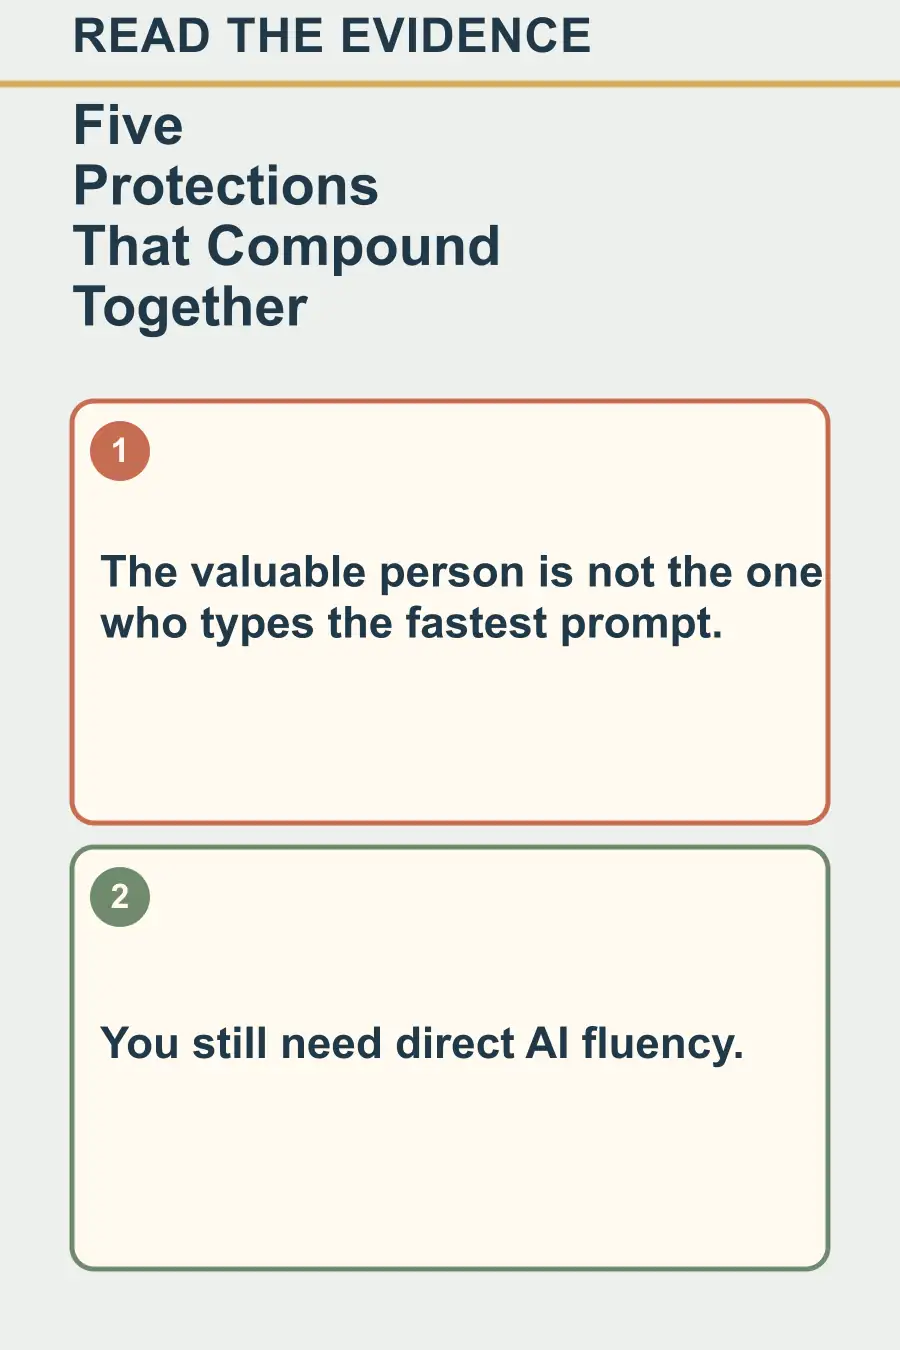 READ THE EVIDENCE
Five
Protections
That Compound
Together
1
The valuable person is not the one
who types the fastest prompt.
2
You still need direct AI fluency.